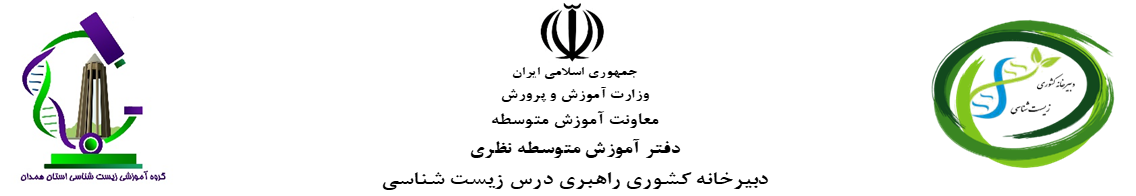 جمهوری اسلامی ایران
وزارت آموزش و پرورش
معاونت آموزش متوسطه
دفتر آموزش متوسطه نظری
دبیرخانه کشوری راهبری درس زیست شناسی
دبیرخانه کشوری
زیست شناسی
گروه آموزشی زیست شناسی استان همدان